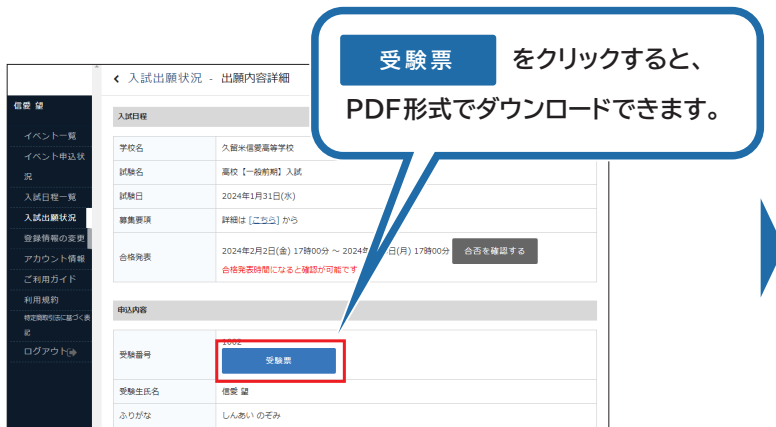 受験票 をクリックすると、
PDF形式でダウンロードできます。
入試出願状況 - 出願内容詳細
信愛 望
イベント一覧
イベント申込状
況
入試日程一覧
入試出願状況
登録情報の変更
アカウント情報
ご利用ガイド
利用規約
特定商取引法に基づく表
記
ログアウト
入試日程
学校名 久留米信愛高等学校
試験名 高校【一般前期】入試
試験日 2024年1月31日(水)
募集要項 詳細は [こちら] から
合格発表 2024年2月2日(金) 17時00分 ～ 2024年 日(月) 17時00分 合否を確認する
合格発表時間になると確認が可能です
申込内容
受験番号 1002
受験票
受験生氏名 信愛 望
ふりがな しんあい のぞみ